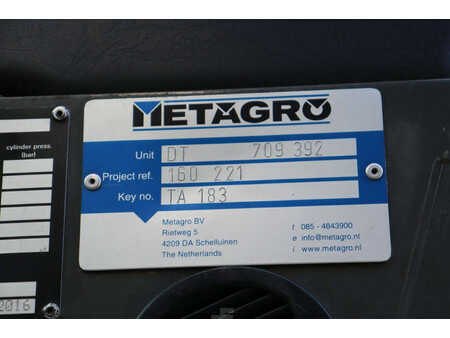 METAGRO
Unit DT 709 392
Project ref. 160 221
Key no. TA 183
Metagro BV
Rietweg 5
4209 DA Schelluinen
The Netherlands
t 085 - 4843900
e info@metagro.nl
i www.metagro.nl
cylinder press.
(bar)
2016